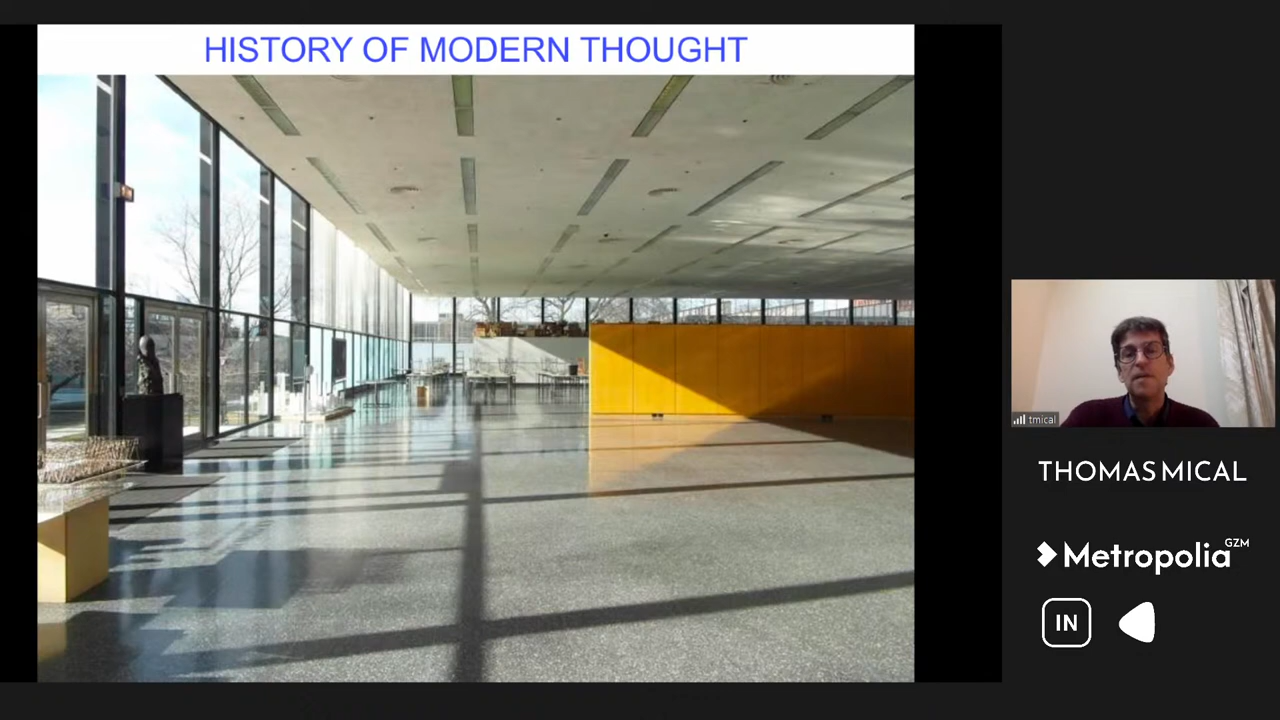 HISTORY OF MODERN THOUGHT
tmical
THOMAS MICAL
Metropolia GZM
IN